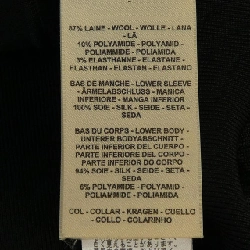 87% LAINE - WOOL - WOLLE - LANA
- LÃ
10% POLYAMIDE - POLYAMID -
POLIAMMIDE - POLIAMIDA
3% ELASTHANNE - ELASTANE -
ELASTHAN - ELASTAN - ELASTANO
BAS DE MANCHE - LOWER SLEEVE
- ÄRMELABSCHLUSS - MANICA
INFERIORE - MANGA INFERIOR
100% SOIE - SILK - SEIDE - SETA -
SEDA
BAS DU CORPS - LOWER BODY -
UNTERER BODYABSCHNITT -
PARTE INFERIORE DEL CORPO -
PARTE INFERIOR DEL CUERPO -
PARTE INFERIOR DO CORPO
94% SOIE - SILK - SEIDE - SETA -
SEDA
6% POLYAMIDE - POLYAMID -
POLIAMMIDE - POLIAMIDA
COL - COLLAR - KRAGEN - CUELLO
- COLLO - COLARINHO